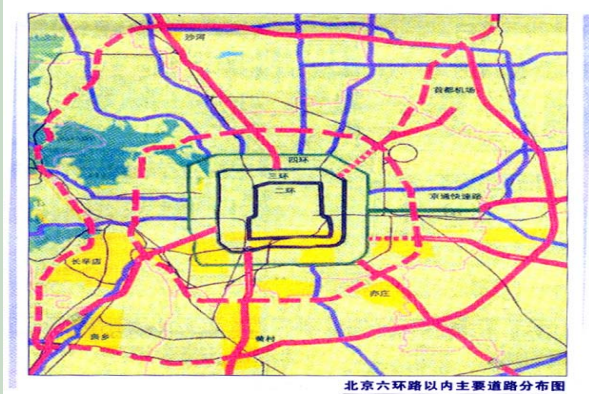 沙河
首都机场
四环
三环
二环
京通快速路
长辛店
亦庄
良乡
黄村
北京六环路以内主要道路分布图